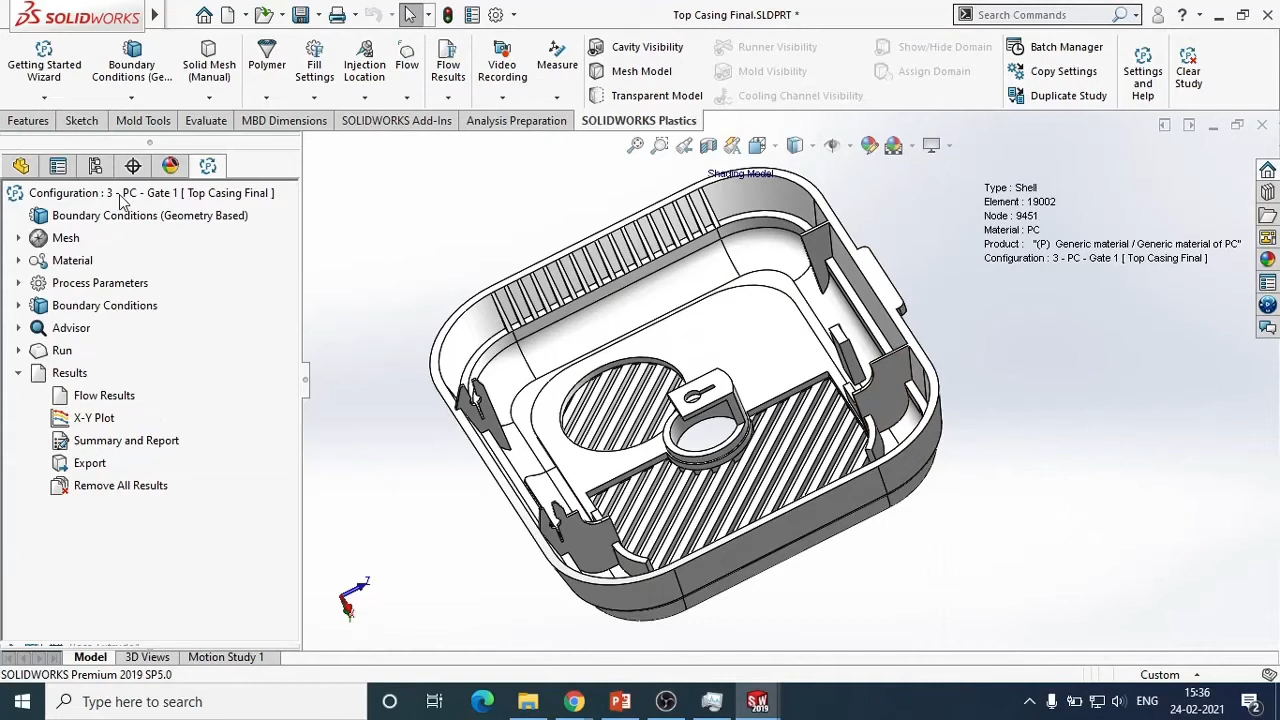 SOLIDWORKS
Top Casing Final.SLDPRT *
Search Commands
?
Getting Started
Wizard
Boundary
Conditions (Ge...
Solid Mesh
(Manual)
Polymer
Fill
Settings
Injection
Location
Flow
Flow
Results
Video
Recording
Measure
Cavity Visibility
Mesh Model
Transparent Model
Runner Visibility
Mold Visibility
Cooling Channel Visibility
Show/Hide Domain
Assign Domain
Batch Manager
Copy Settings
Duplicate Study
Settings
and
Help
Clear
Study
Features
Sketch
Mold Tools
Evaluate
MBD Dimensions
SOLIDWORKS Add-Ins
Analysis Preparation
SOLIDWORKS Plastics
Configuration : 3 - PC - Gate 1 [ Top Casing Final ]
Boundary Conditions (Geometry Based)
Mesh
Material
Process Parameters
Boundary Conditions
Advisor
Run
Results
Flow Results
X-Y Plot
Summary and Report
Export
Remove All Results
Shading Model
Type : Shell
Element : 19002
Node : 9451
Material : PC
Product : "(P) Generic material / Generic material of PC"
Configuration : 3 - PC - Gate 1 [ Top Casing Final ]
Z
Model
3D Views
Motion Study 1
SOLIDWORKS Premium 2019 SP5.0
Custom
Type here to search
SW
2019
ENG
15:36
24-02-2021
2